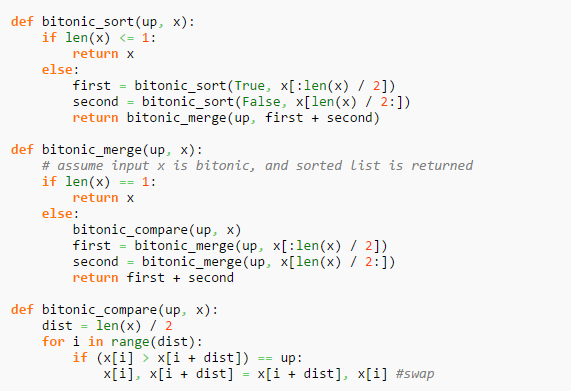 def bitonic_sort(up, x):
    if len(x) <= 1:
        return x
    else:
        first = bitonic_sort(True, x[:len(x) / 2])
        second = bitonic_sort(False, x[len(x) / 2:])
        return bitonic_merge(up, first + second)

def bitonic_merge(up, x):
    # assume input x is bitonic, and sorted list is returned
    if len(x) == 1:
        return x
    else:
        bitonic_compare(up, x)
        first = bitonic_merge(up, x[:len(x) / 2])
        second = bitonic_merge(up, x[len(x) / 2:])
        return first + second

def bitonic_compare(up, x):
    dist = len(x) / 2
    for i in range(dist):
        if (x[i] > x[i + dist]) == up:
            x[i], x[i + dist] = x[i + dist], x[i] #swap